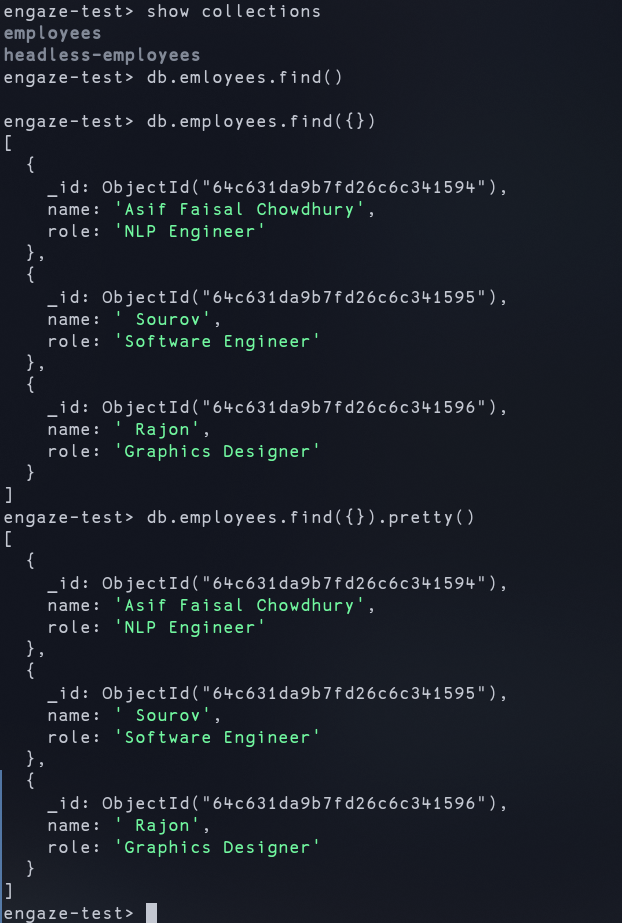 engaze-test> show collections
employees
headless-employees
engaze-test> db.emloyees.find()

engaze-test> db.employees.find({})
[
  {
    _id: ObjectId("64c631da9b7fd26c6c341594"),
    name: 'Asif Faisal Chowdhury',
    role: 'NLP Engineer'
  },
  {
    _id: ObjectId("64c631da9b7fd26c6c341595"),
    name: ' Sourov',
    role: 'Software Engineer'
  },
  {
    _id: ObjectId("64c631da9b7fd26c6c341596"),
    name: ' Rajon',
    role: 'Graphics Designer'
  }
]
engaze-test> db.employees.find({}).pretty()
[
  {
    _id: ObjectId("64c631da9b7fd26c6c341594"),
    name: 'Asif Faisal Chowdhury',
    role: 'NLP Engineer'
  },
  {
    _id: ObjectId("64c631da9b7fd26c6c341595"),
    name: ' Sourov',
    role: 'Software Engineer'
  },
  {
    _id: ObjectId("64c631da9b7fd26c6c341596"),
    name: ' Rajon',
    role: 'Graphics Designer'
  }
]
engaze-test>